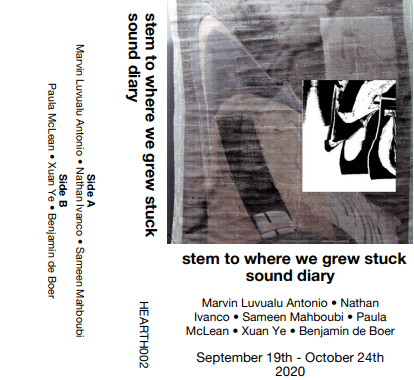 Side A
Marvin Luvualu Antonio • Nathan Ivanco • Sameen Mahboubi
Side B
Paula McLean • Xuan Ye • Benjamin de Boer
stem to where we grew stuck
sound diary
HEARTH002
stem to where we grew stuck
sound diary
Marvin Luvualu Antonio • Nathan
Ivanco • Sameen Mahboubi • Paula
McLean • Xuan Ye • Benjamin de Boer
September 19th - October 24th
2020